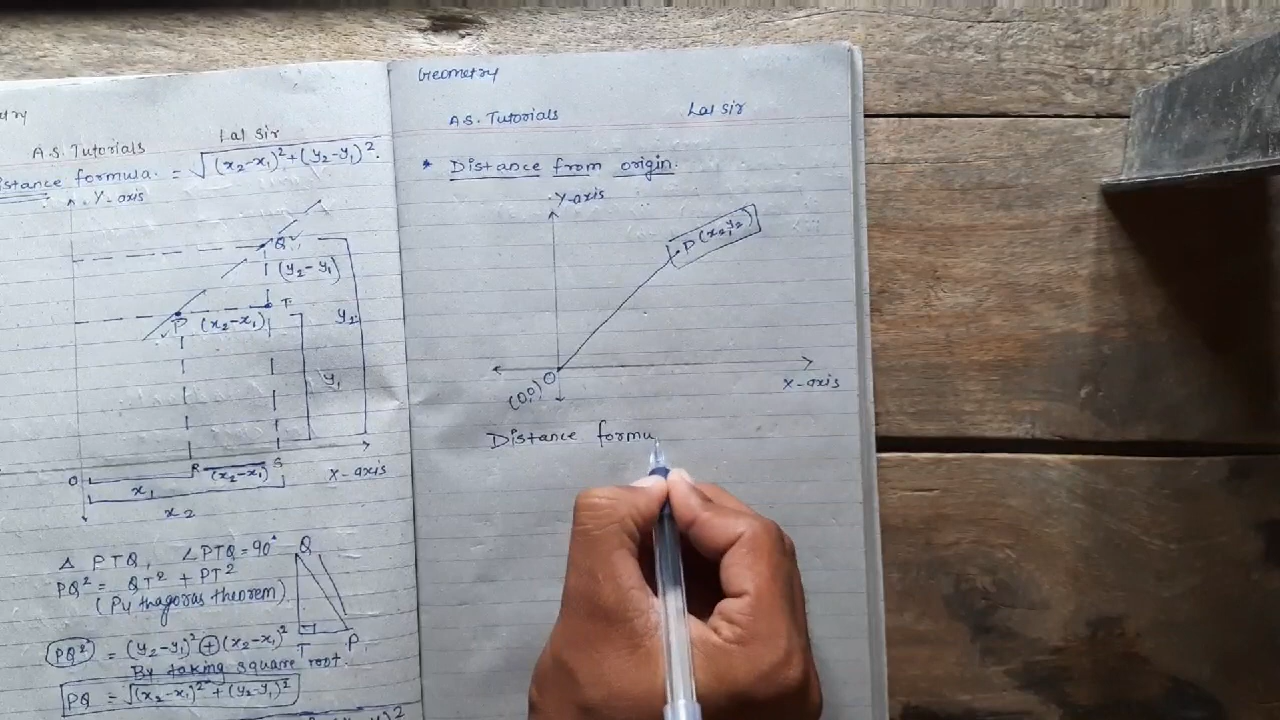 try
A.S. Tutorials Lal sir
istance formula. = √(x₂-x₁)²+(y₂-y₁)².
Y-axis
Q
(y₂-y₁)
T
P (x₂-x₁)
y₂
y₁
O R (x₂-x₁) S X-axis
x₁
x₂
△ PTQ, ∠PTQ=90°
PQ² = QT² + PT²
(Pythagoras theorem)
Q
T P
PQ² = (y₂-y₁)²+(x₂-x₁)²
By taking square root.
PQ = √(x₂-x₁)²+(y₂-y₁)²
Geometry
A.S. Tutorials Lal sir
* Distance from origin.
Y-axis
P(x₂,y₂)
O
(0,0)
X-axis
Distance formu